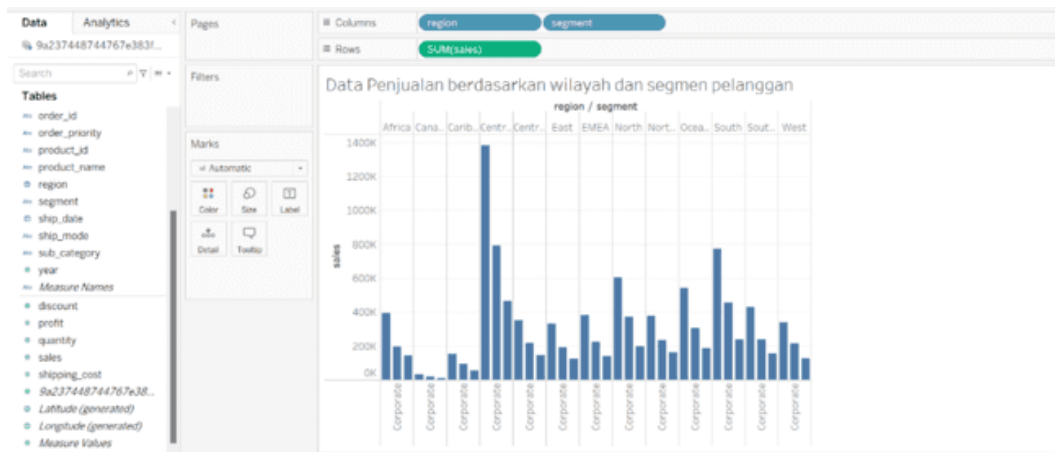 Data Analytics
9a237448744767e383f...
Search
Tables
order_id
order_priority
product_id
product_name
region
segment
ship_date
ship_mode
sub_category
year
Measure Names
discount
profit
quantity
sales
shipping_cost
9a237448744767e38...
Latitude (generated)
Longitude (generated)
Measure Values
Pages
Filters
Marks
Automatic
Color Size Label
Detail Tooltip
Columns region segment
Rows SUM(sales)
Data Penjualan berdasarkan wilayah dan segmen pelanggan
region / segment
Africa Cana.. Carib.. Centr.. Centr.. East EMEA North Nort.. Ocea.. South Sout.. West
1400K
1200K
1000K
800K
600K
400K
200K
0K
sales
Corporate Corporate Corporate Corporate Corporate Corporate Corporate Corporate Corporate Corporate Corporate Corporate Corporate